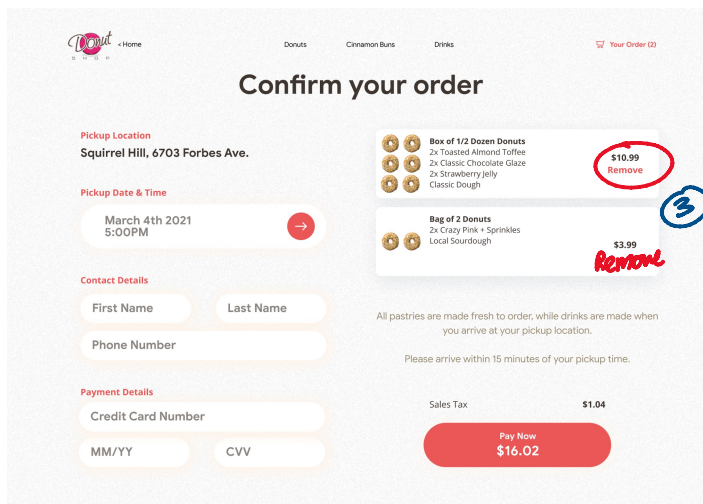 Donut
SHOP
< Home
Donuts
Cinnamon Buns
Drinks
Your Order (2)
Confirm your order
Pickup Location
Squirrel Hill, 6703 Forbes Ave.
Pickup Date & Time
March 4th 2021
5:00PM
Contact Details
First Name
Last Name
Phone Number
Payment Details
Credit Card Number
MM/YY
CVV
Box of 1/2 Dozen Donuts
2x Toasted Almond Toffee
2x Classic Chocolate Glaze
2x Strawberry Jelly
Classic Dough
$10.99
Remove
3
Bag of 2 Donuts
2x Crazy Pink + Sprinkles
Local Sourdough
$3.99
Remove
All pastries are made fresh to order, while drinks are made when
you arrive at your pickup location.
Please arrive within 15 minutes of your pickup time.
Sales Tax
$1.04
Pay Now
$16.02